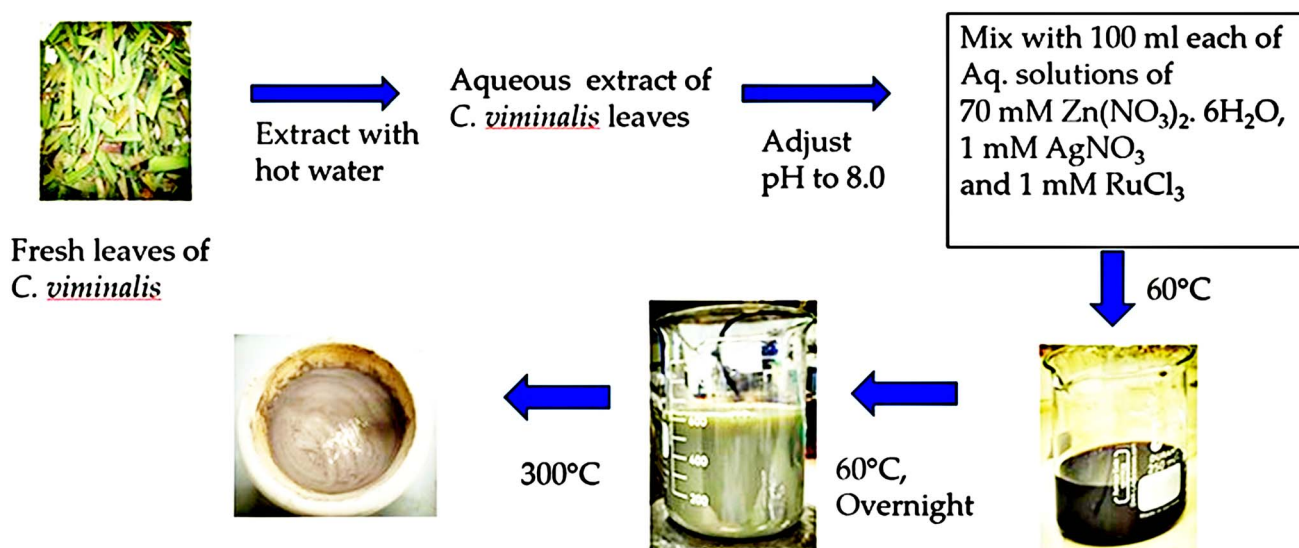 Fresh leaves of
C. viminalis
Extract with
hot water
Aqueous extract of
C. viminalis leaves
Adjust
pH to 8.0
Mix with 100 ml each of
Aq. solutions of
70 mM Zn(NO₃)₂. 6H₂O,
1 mM AgNO₃
and 1 mM RuCl₃
60°C
60°C,
Overnight
300°C